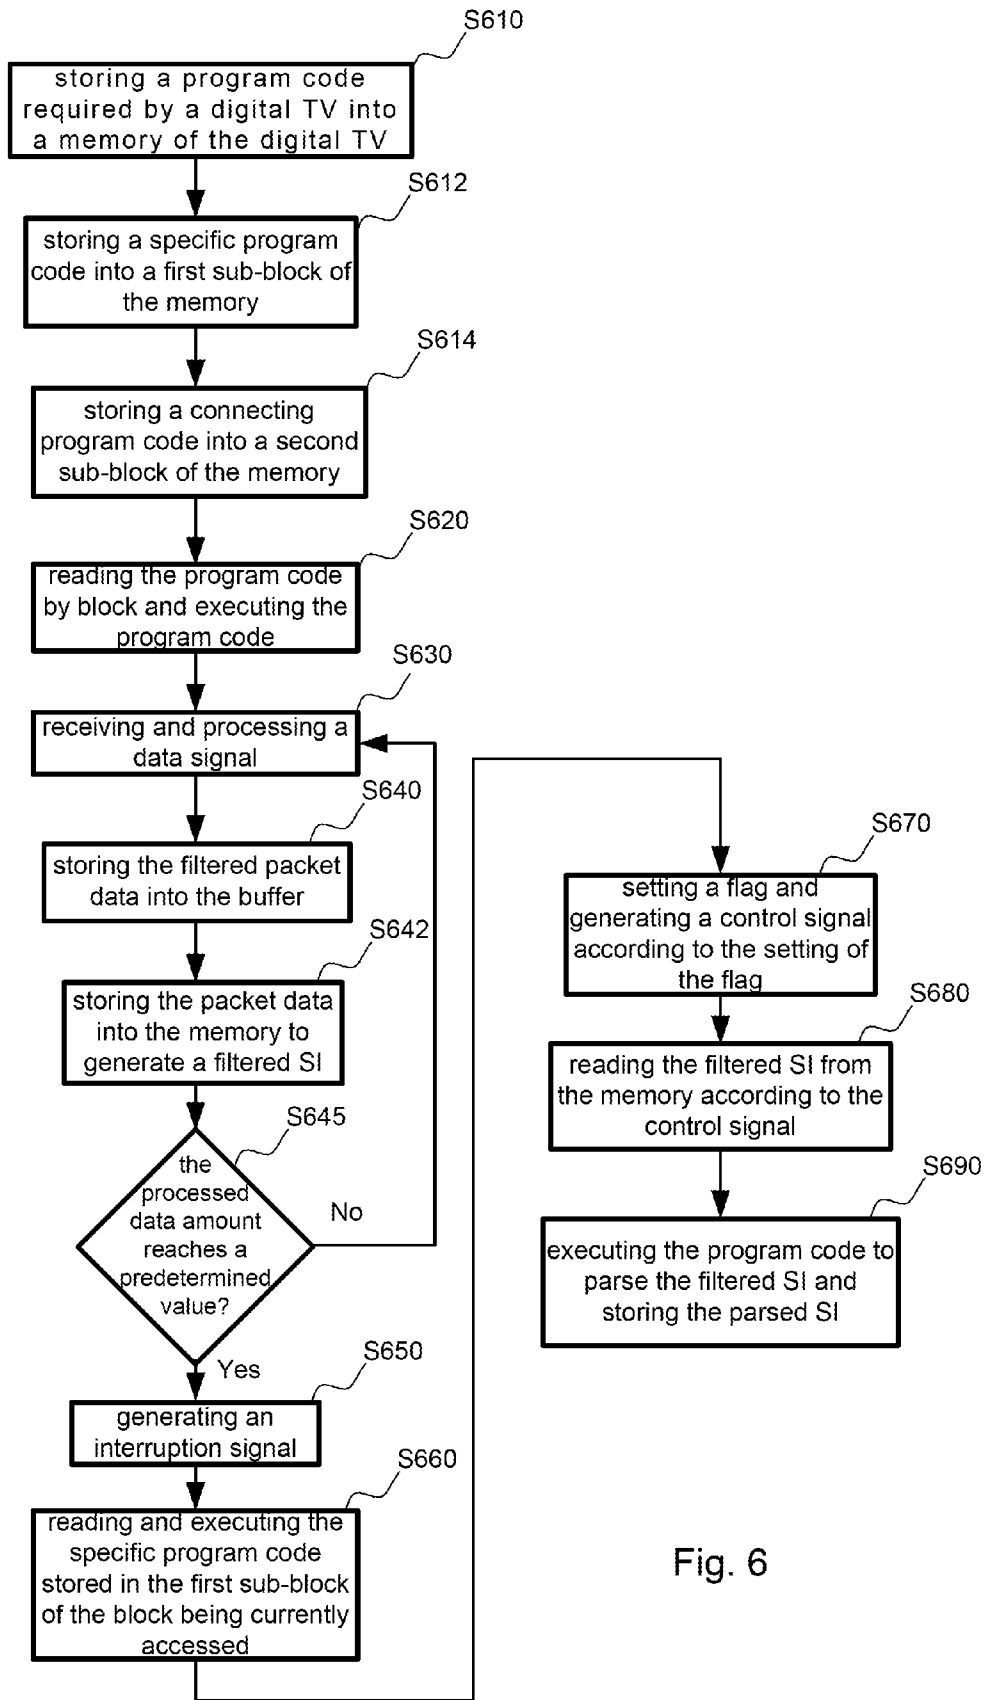 S610
storing a program code
required by a digital TV into
a memory of the digital TV
S612
storing a specific program
code into a first sub-block of
the memory
S614
storing a connecting
program code into a second
sub-block of the memory
S620
reading the program code
by block and executing the
program code
S630
receiving and processing a
data signal
S640
storing the filtered packet
data into the buffer
S642
storing the packet data
into the memory to
generate a filtered SI
S645
the
processed
data amount
reaches a
predetermined
value?
No
Yes
S650
generating an
interruption signal
S660
reading and executing the
specific program code
stored in the first sub-block
of the block being currently
accessed
S670
setting a flag and
generating a control signal
according to the setting of
the flag
S680
reading the filtered SI from
the memory according to the
control signal
S690
executing the program code to
parse the filtered SI and
storing the parsed SI
Fig. 6